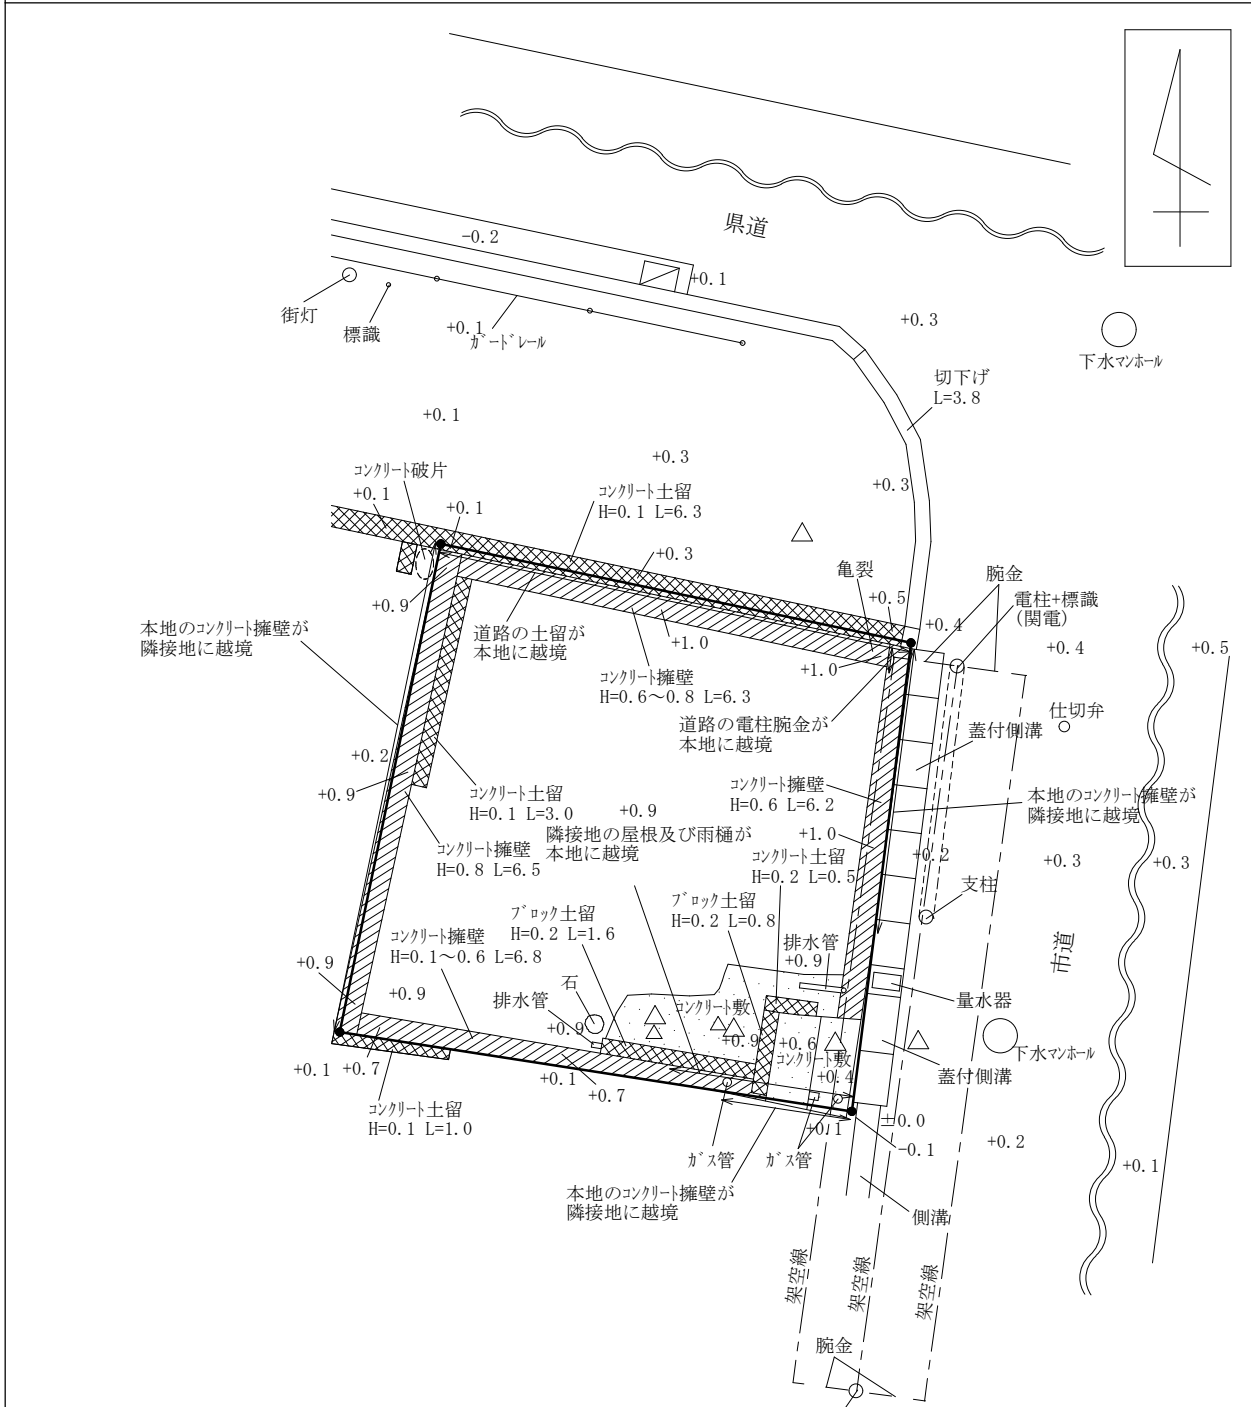 県道
-0.2
+0.1
街灯
標識
+0.1
ガードレール
+0.3
下水マンホール
切下げ
L=3.8
+0.1
+0.3
+0.3
コンクリート破片
+0.1
+0.1
コンクリート土留
H=0.1 L=6.3
+0.3
亀裂
腕金
+0.5
電柱+標識
(関電)
+0.9
+0.4
+0.4
+0.5
本地のコンクリート擁壁が
隣接地に越境
道路の土留が
本地に越境
+1.0
+1.0
コンクリート擁壁
H=0.6～0.8 L=6.3
道路の電柱腕金が
本地に越境
仕切弁
蓋付側溝
+0.2
+0.9
コンクリート土留
H=0.1 L=3.0
+0.9
コンクリート擁壁
H=0.6 L=6.2
本地のコンクリート擁壁が
隣接地に越境
隣接地の屋根及び雨樋が
本地に越境
+1.0
コンクリート擁壁
H=0.8 L=6.5
コンクリート土留
H=0.2 L=0.5
+0.2
+0.3
+0.3
支柱
ブロック土留
H=0.2 L=0.8
ブロック土留
H=0.2 L=1.6
コンクリート擁壁
H=0.1～0.6 L=6.8
排水管
+0.9
市道
+0.9
石
+0.9
排水管
コンクリート敷
量水器
+0.9
+0.9
+0.6
コンクリート敷
下水マンホール
+0.1
+0.7
+0.1
+0.7
+0.4
蓋付側溝
コンクリート土留
H=0.1 L=1.0
+0.1
±0.0
-0.1
+0.2
+0.1
ガス管
ガス管
本地のコンクリート擁壁が
隣接地に越境
側溝
架空線
架空線
架空線
腕金